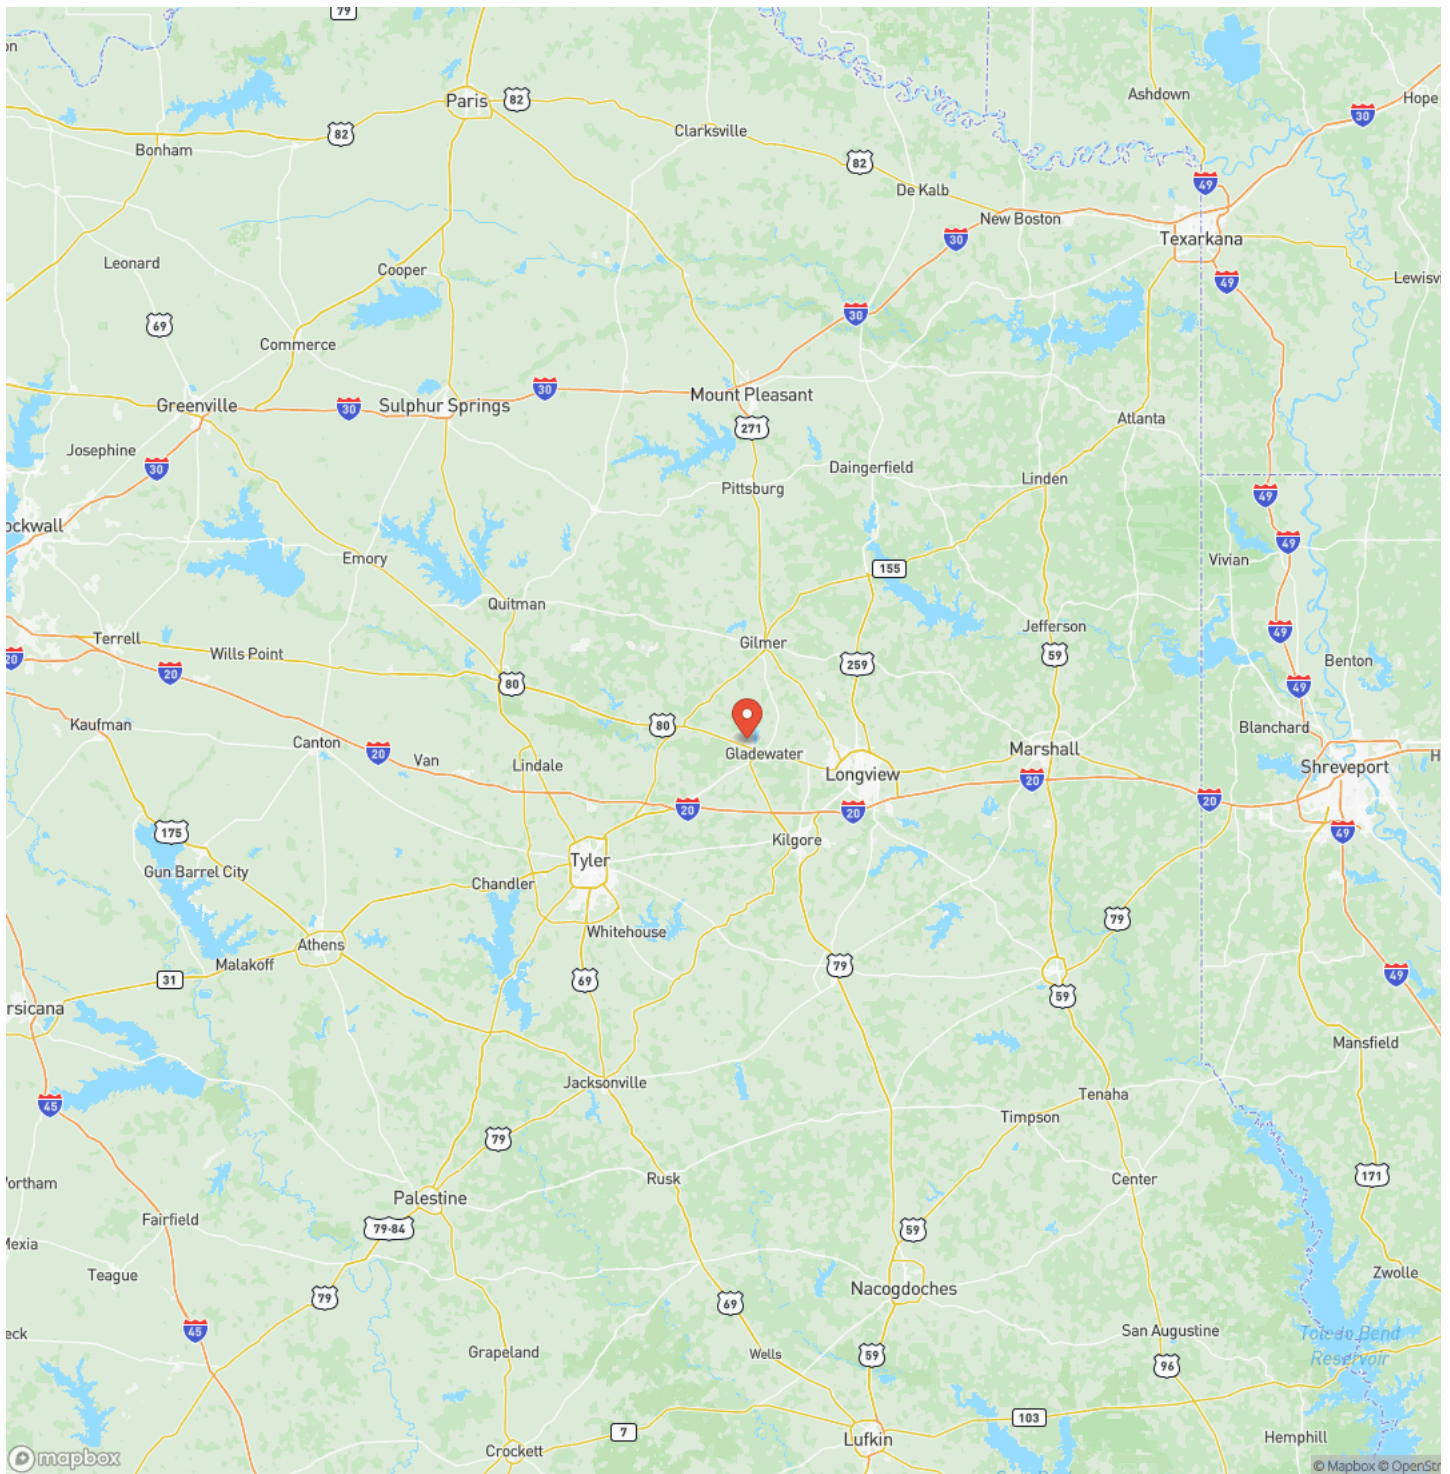 79
on
Paris
82
Ashdown
Hope
30
82
Clarksville
Bonham
82
De Kalb
49
New Boston
30
Texarkana
Leonard
Cooper
49
Lewisv
69
30
Commerce
30
Mount Pleasant
Greenville
30
Sulphur Springs
271
Atlanta
Josephine
30
Daingerfield
Linden
Pittsburg
49
ockwall
49
Emory
155
Vivian
Quitman
Jefferson
49
Terrell
Gilmer
20
Wills Point
20
259
59
Benton
80
49
Kaufman
80
Blanchard
Canton
20
Van
Gladewater
Marshall
H
Lindale
Longview
20
Shreveport
20
20
20
175
49
Kilgore
Gun Barrel City
Tyler
Chandler
Whitehouse
79
Athens
Malakoff
31
69
79
59
49
rsicana
Mansfield
Jacksonville
Tenaha
45
Timpson
79
Rusk
Center
171
ortham
Palestine
Fairfield
79-84
59
Mexia
Teague
Zwolle
79
Nacogdoches
69
eck
45
San Augustine
Toledo Bend
Reservoir
Grapeland
Wells
59
96
103
7
Lufkin
Hemphill
Crockett
mapbox
© Mapbox © OpenStr